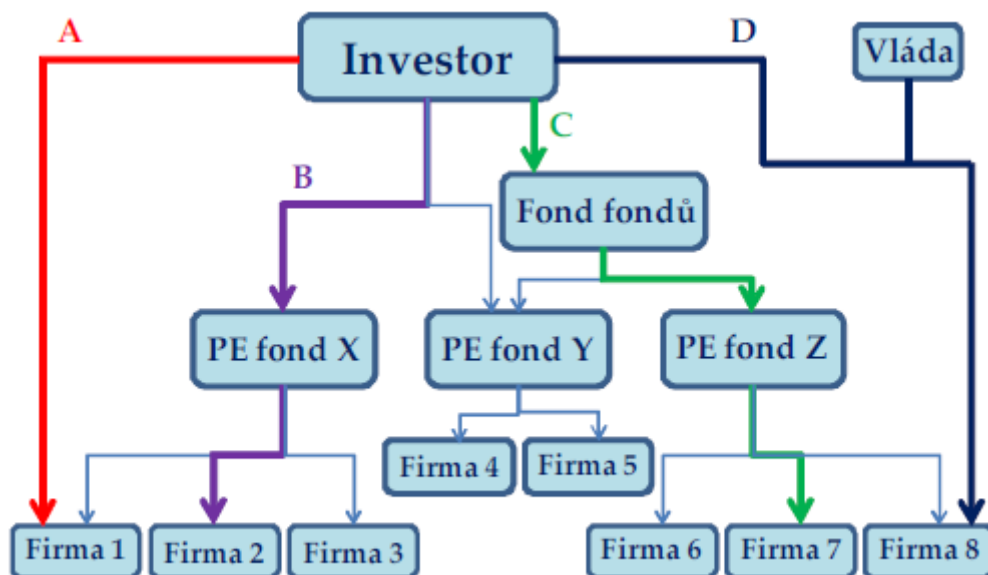 A
Investor
D
Vláda
C
B
Fond fondů
PE fond X
PE fond Y
PE fond Z
Firma 4
Firma 5
Firma 1
Firma 2
Firma 3
Firma 6
Firma 7
Firma 8